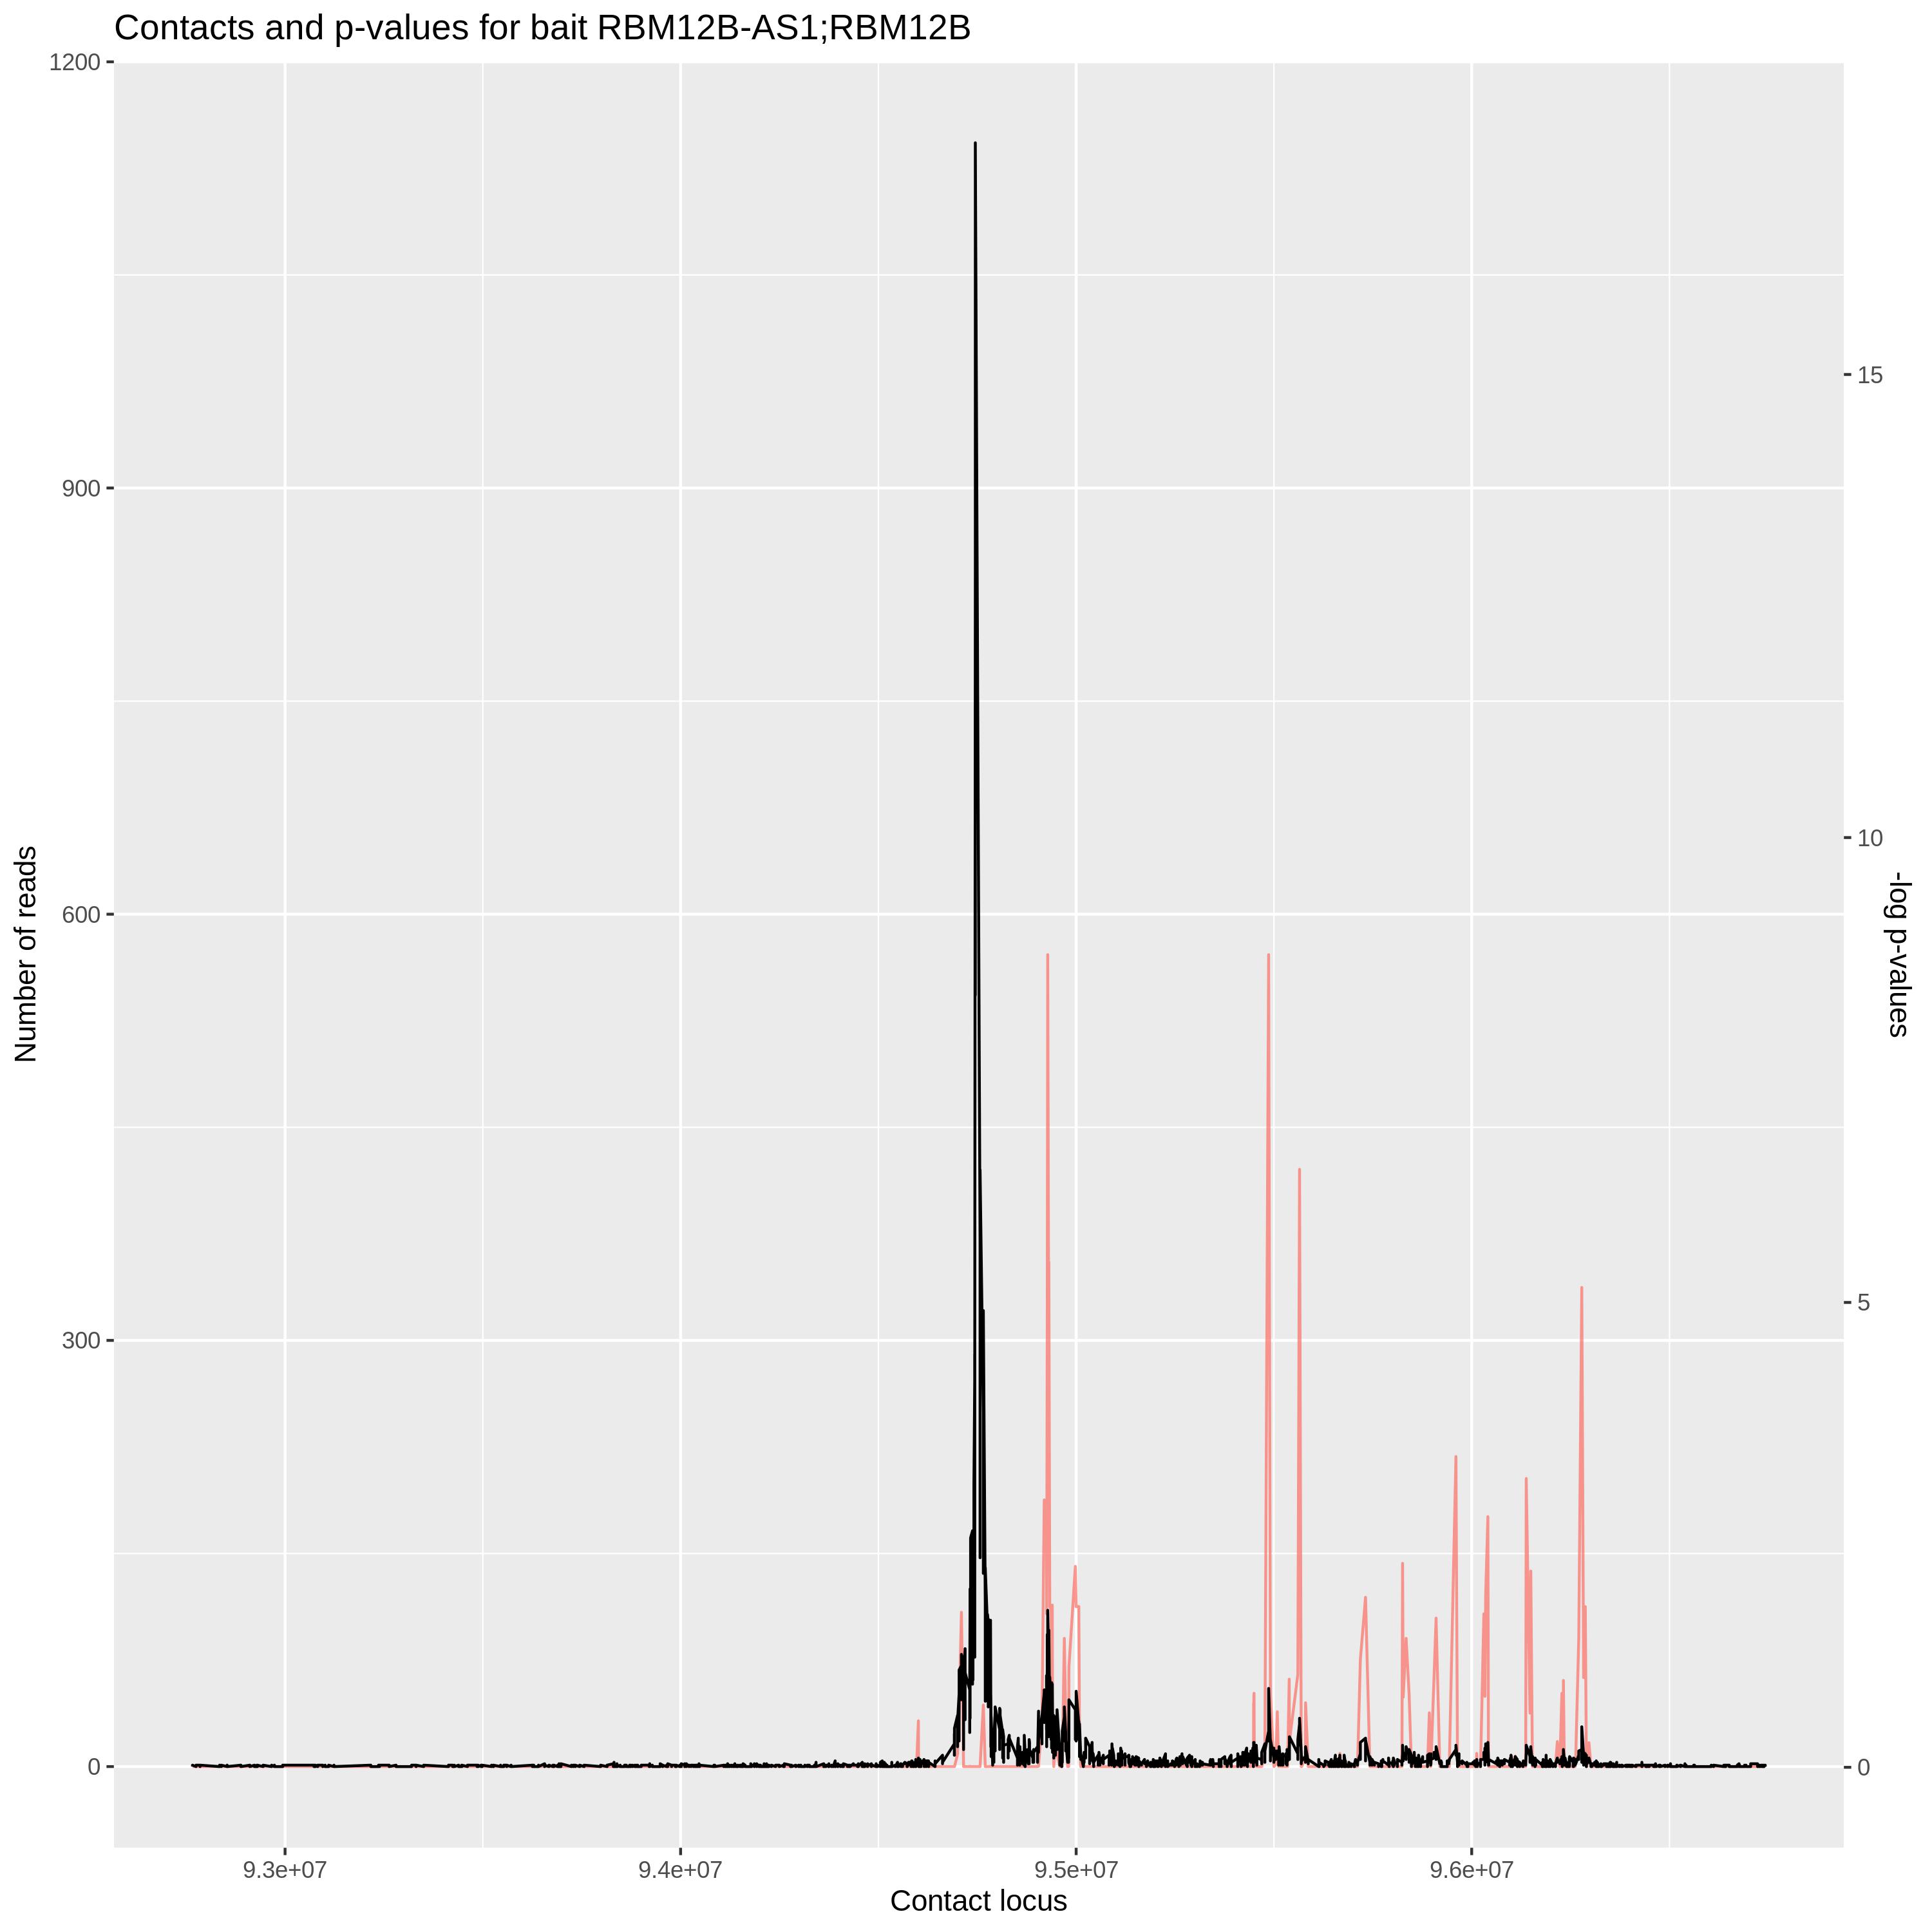 Contacts and p-values for bait RBM12B-AS1;RBM12B
1200
900
600
300
0
Number of reads
15
10
5
0
-log p-values
9.3e+07
9.4e+07
9.5e+07
9.6e+07
Contact locus